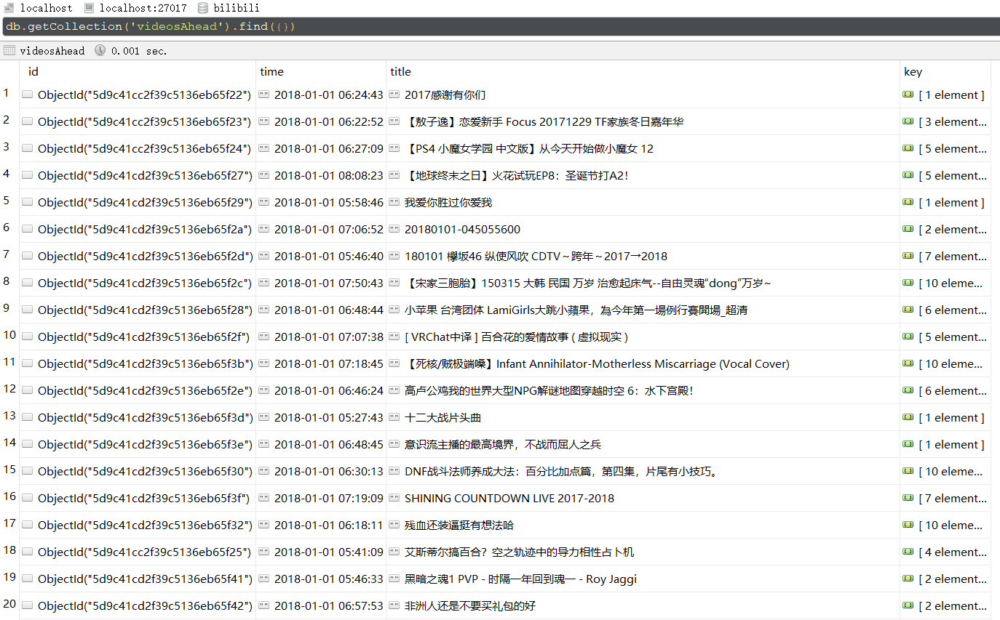 localhost localhost:27017 bilibili
db.getCollection('videosAhead').find({})
videosAhead 0.001 sec.
id time title key
1 ObjectId("5d9c41cc2f39c5136eb65f22") 2018-01-01 06:24:43 2017感谢有你们 [ 1 element ]
2 ObjectId("5d9c41cc2f39c5136eb65f23") 2018-01-01 06:22:52 【敖子逸】恋爱新手 Focus 20171229 TF家族冬日嘉年华 [ 3 element...
3 ObjectId("5d9c41cc2f39c5136eb65f24") 2018-01-01 06:27:09 【PS4 小魔女学园 中文版】从今天开始做小魔女 12 [ 5 element...
4 ObjectId("5d9c41cd2f39c5136eb65f27") 2018-01-01 08:08:23 【地球终末之日】火花试玩EP8：圣诞节打A2！ [ 5 element...
5 ObjectId("5d9c41cd2f39c5136eb65f29") 2018-01-01 05:58:46 我爱你胜过你爱我 [ 1 element ]
6 ObjectId("5d9c41cd2f39c5136eb65f2a") 2018-01-01 07:06:52 20180101-045055600 [ 2 element...
7 ObjectId("5d9c41cd2f39c5136eb65f2d") 2018-01-01 05:46:40 180101 欅坂46 纵使风吹 CDTV～跨年～2017→2018 [ 7 element...
8 ObjectId("5d9c41cd2f39c5136eb65f2c") 2018-01-01 07:50:43 【宋家三胞胎】150315 大韩 民国 万岁 治愈起床气--自由灵魂“dong”万岁~ [ 10 eleme...
9 ObjectId("5d9c41cd2f39c5136eb65f28") 2018-01-01 06:48:44 小苹果 台湾团体 LamiGirls大跳小蘋果，為今年第一場例行賽開場_超清 [ 6 element...
10 ObjectId("5d9c41cd2f39c5136eb65f2f") 2018-01-01 07:07:38 [ VRChat中译 ] 百合花的爱情故事 ( 虚拟现实 ) [ 5 element...
11 ObjectId("5d9c41cd2f39c5136eb65f3b") 2018-01-01 07:18:45 【死核/贼极端嗓】Infant Annihilator-Motherless Miscarriage (Vocal Cover) [ 10 eleme...
12 ObjectId("5d9c41cd2f39c5136eb65f2e") 2018-01-01 06:46:24 高卢公鸡我的世界大型NPG解谜地图穿越时空 6：水下宫殿！ [ 6 element...
13 ObjectId("5d9c41cd2f39c5136eb65f3d") 2018-01-01 05:27:43 十二大战片头曲 [ 1 element ]
14 ObjectId("5d9c41cd2f39c5136eb65f3e") 2018-01-01 06:48:45 意识流主播的最高境界，不战而屈人之兵 [ 1 element ]
15 ObjectId("5d9c41cd2f39c5136eb65f30") 2018-01-01 06:30:13 DNF战斗法师养成大法：百分比加点篇，第四集，片尾有小技巧。 [ 10 eleme...
16 ObjectId("5d9c41cd2f39c5136eb65f3f") 2018-01-01 07:19:09 SHINING COUNTDOWN LIVE 2017-2018 [ 7 element...
17 ObjectId("5d9c41cd2f39c5136eb65f32") 2018-01-01 06:18:11 残血还装逼挺有想法哈 [ 10 eleme...
18 ObjectId("5d9c41cc2f39c5136eb65f25") 2018-01-01 05:41:09 艾斯蒂尔搞百合？空之轨迹中的导力相性占卜机 [ 4 element...
19 ObjectId("5d9c41cd2f39c5136eb65f41") 2018-01-01 05:46:33 黑暗之魂1 PVP - 时隔一年回到魂一 - Roy Jaggi [ 2 element...
20 ObjectId("5d9c41cd2f39c5136eb65f42") 2018-01-01 06:57:53 非洲人还是不要买礼包的好 [ 2 element...